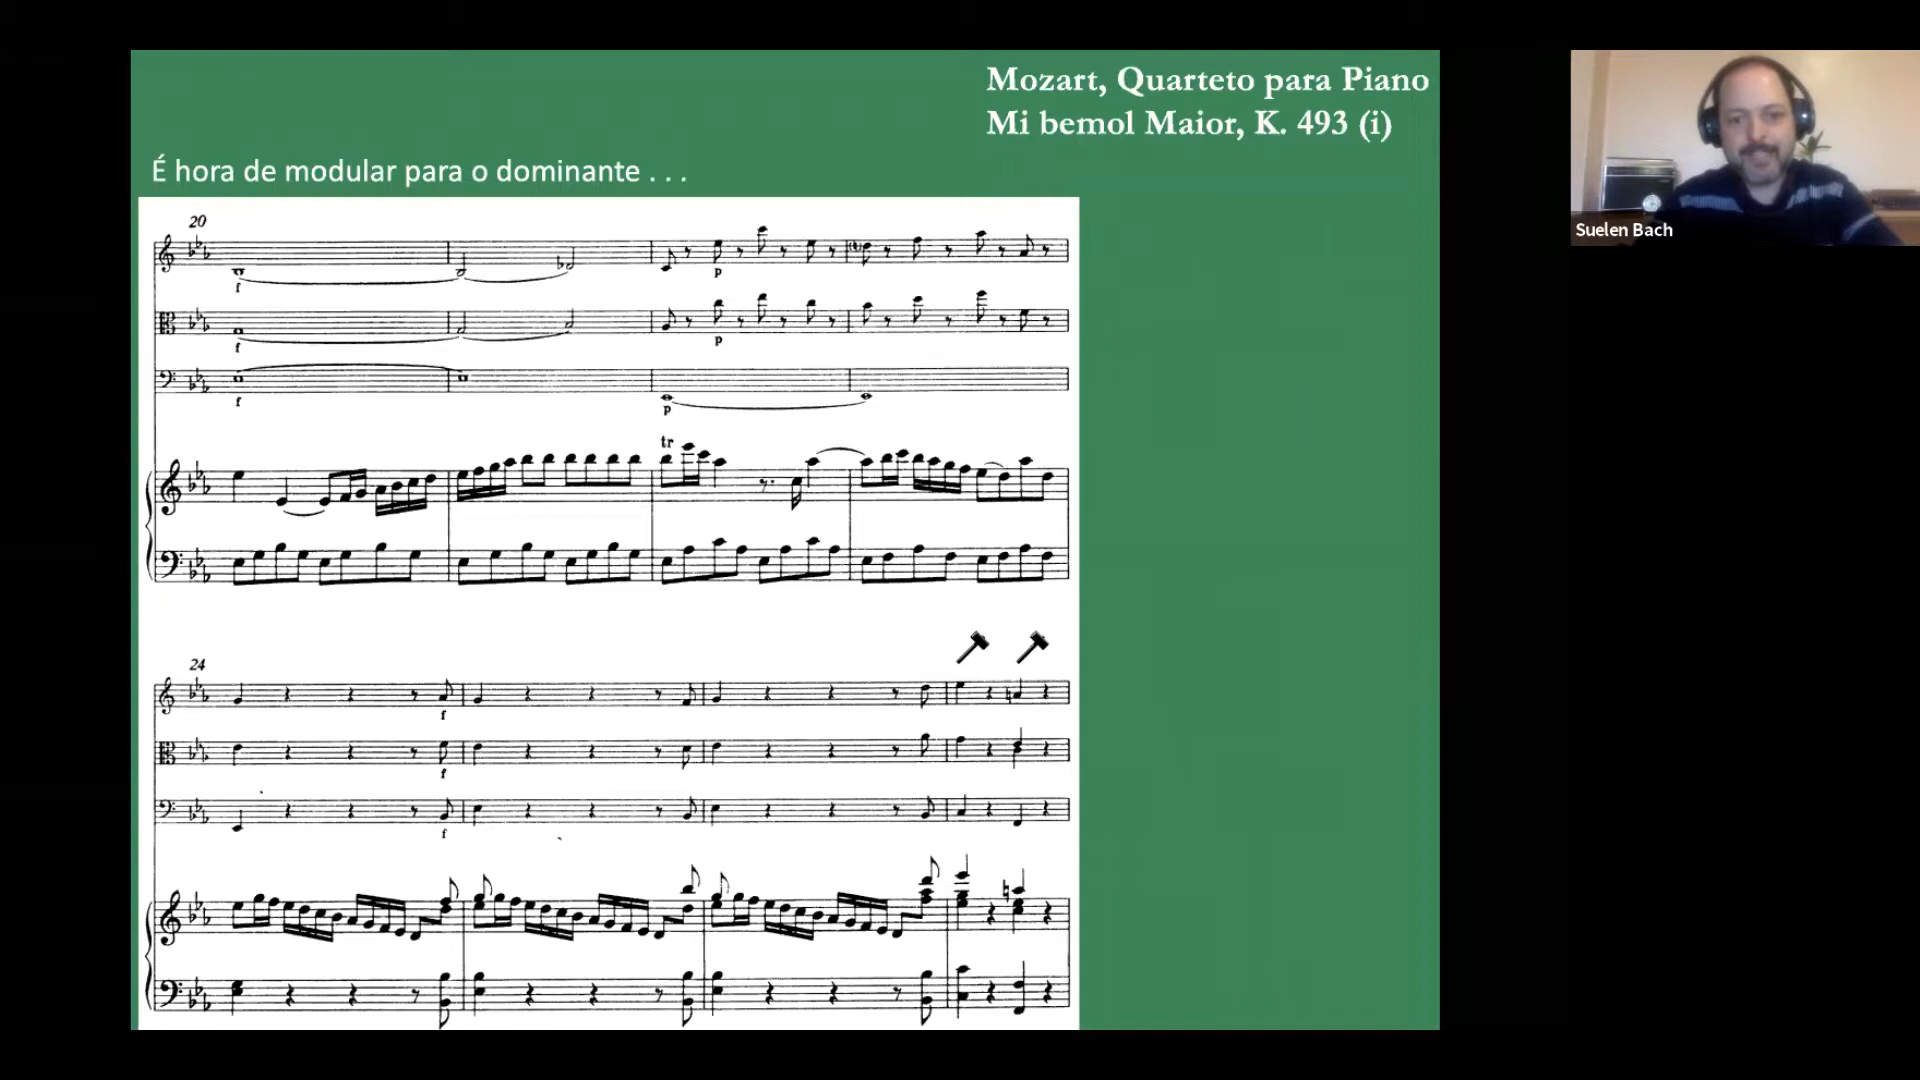 Mozart, Quarteto para Piano
Mi bemol Maior, K. 493 (i)
É hora de modular para o dominante . . .
Suelen Bach
20
f
p
f
p
f
p
tr
24
f
f
f